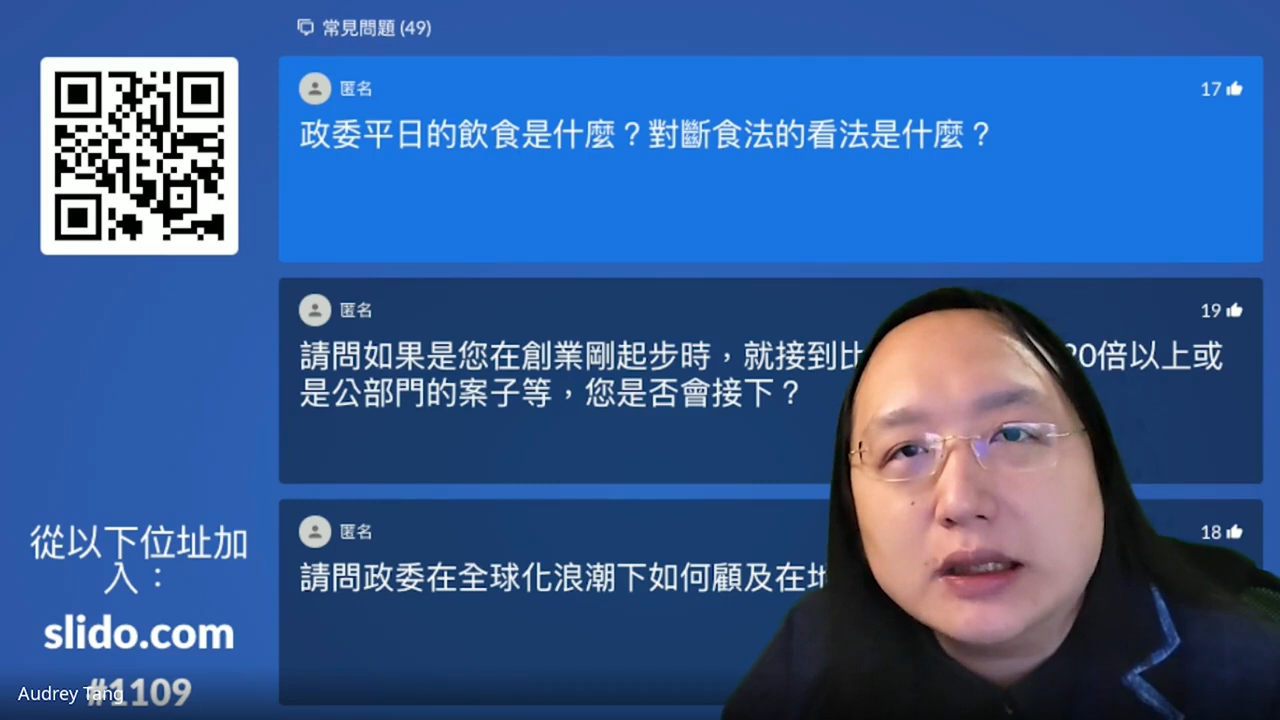 常見問題 (49)
匿名
17
政委平日的飲食是什麼？對斷食法的看法是什麼？
匿名
19
請問如果是您在創業剛起步時，就接到比
0倍以上或
是公部門的案子等，您是否會接下？
匿名
18
請問政委在全球化浪潮下如何顧及在地
從以下位址加
入：
slido.com
#1109
Audrey Tang